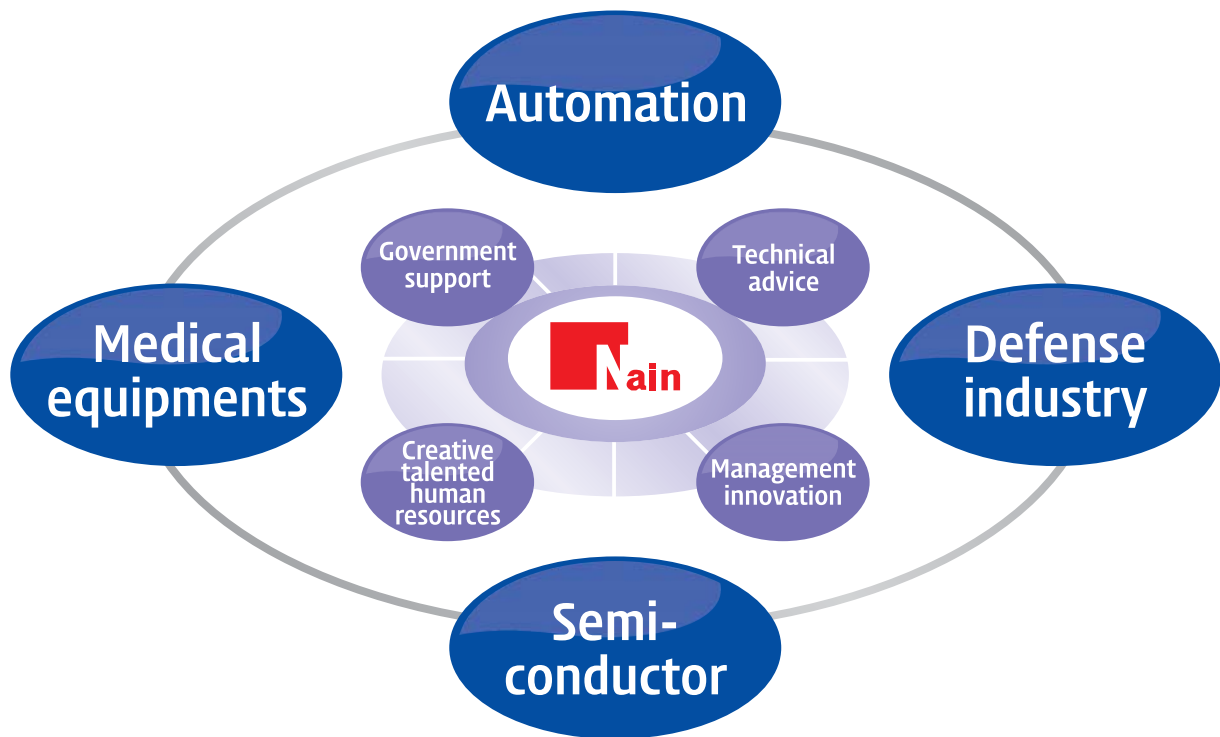 Automation
Government
support
Technical
advice
Medical
equipments
Nain
Defense
industry
Creative
talented
human
resources
Management
innovation
Semi-
conductor